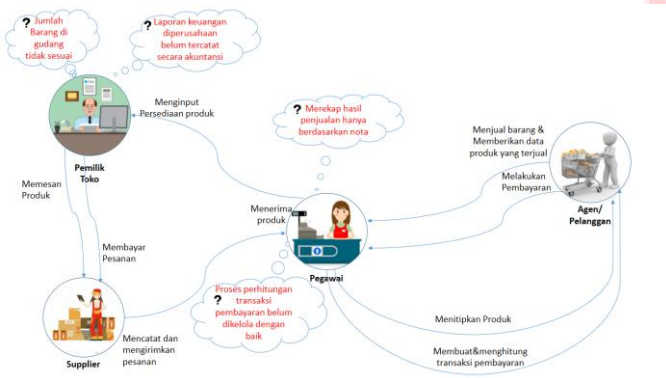 ? Jumlah
Barang di
gudang
tidak sesuai
? Laporan keuangan
diperusahaan
belum tercatat
secara akuntansi
Menginput
Persediaan produk
? Merekap hasil
penjualan hanya
berdasarkan nota
Menjual barang &
Memberikan data
produk yang terjual
Melakukan
Pembayaran
Pemilik
Toko
Agen/
Pelanggan
Memesan
Produk
Menerima
produk
Membayar
Pesanan
Pegawai
Proses perhitungan
? transaksi
pembayaran belum
dikelola dengan
baik
Menitipkan Produk
Mencatat dan
mengirimkan
pesanan
Supplier
Membuat&menghitung
transaksi pembayaran